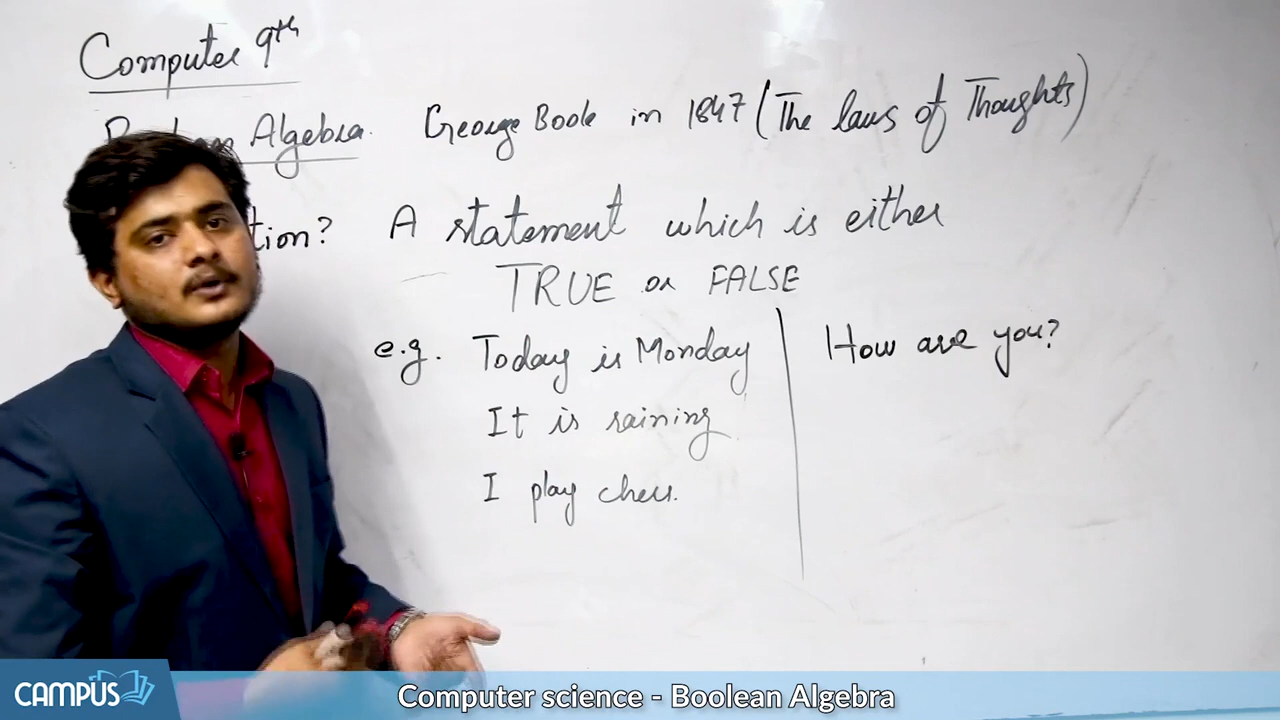 Computer 9th
Algebra. George Boole in 1847 (The laws of Thoughts)
tion? A statement which is either
TRUE or FALSE
e.g. Today is Monday
How are you?
It is raining
I play chess.
CAMPUS
Computer science - Boolean Algebra